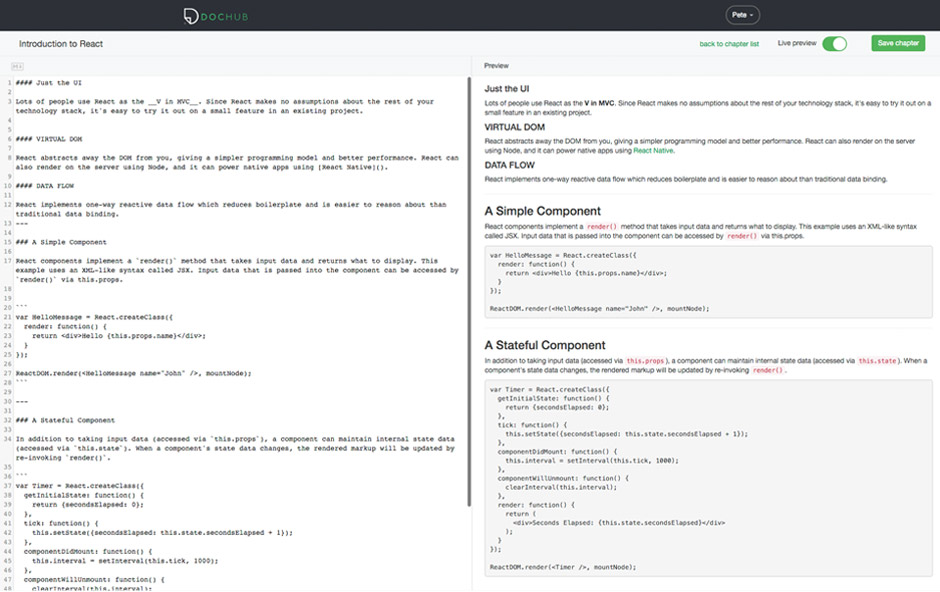 DOCHUB
Pete
Introduction to React
back to chapter list
Live preview
Save chapter
Preview
1 #### Just the UI
2
3 Lots of people use React as the __V in MVC__. Since React makes no assumptions about the rest of your
technology stack, it's easy to try it out on a small feature in an existing project.
4
5
6 #### VIRTUAL DOM
7
8 React abstracts away the DOM from you, giving a simpler programming model and better performance. React can
also render on the server using Node, and it can power native apps using [React Native]().
9
10 #### DATA FLOW
11
12 React implements one-way reactive data flow which reduces boilerplate and is easier to reason about than
traditional data binding.
13 ---
14
15 ### A Simple Component
16
17 React components implement a `render()` method that takes input data and returns what to display. This
example uses an XML-like syntax called JSX. Input data that is passed into the component can be accessed by
`render()` via this.props.
18
19
20 ```
21 var HelloMessage = React.createClass({
22 render: function() {
23 return <div>Hello {this.props.name}</div>;
24 }
25 });
26
27 ReactDOM.render(<HelloMessage name="John" />, mountNode);
28 ```
29
30 ---
31
32 ### A Stateful Component
33
34 In addition to taking input data (accessed via `this.props`), a component can maintain internal state data
(accessed via `this.state`). When a component's state data changes, the rendered markup will be updated by
re-invoking `render()`.
35
36 ```
37 var Timer = React.createClass({
38 getInitialState: function() {
39 return {secondsElapsed: 0};
40 },
41 tick: function() {
42 this.setState({secondsElapsed: this.state.secondsElapsed + 1});
43 },
44 componentDidMount: function() {
45 this.interval = setInterval(this.tick, 1000);
46 },
47 componentWillUnmount: function() {
48 clearInterval(this.interval);
Just the UI
Lots of people use React as the V in MVC. Since React makes no assumptions about the rest of your technology stack, it's easy to try it out on a
small feature in an existing project.
VIRTUAL DOM
React abstracts away the DOM from you, giving a simpler programming model and better performance. React can also render on the server
using Node, and it can power native apps using React Native.
DATA FLOW
React implements one-way reactive data flow which reduces boilerplate and is easier to reason about than traditional data binding.
A Simple Component
React components implement a render() method that takes input data and returns what to display. This example uses an XML-like syntax
called JSX. Input data that is passed into the component can be accessed by render() via this.props.
var HelloMessage = React.createClass({
render: function() {
return <div>Hello {this.props.name}</div>;
}
});
ReactDOM.render(<HelloMessage name="John" />, mountNode);
A Stateful Component
In addition to taking input data (accessed via this.props), a component can maintain internal state data (accessed via this.state). When a
component's state data changes, the rendered markup will be updated by re-invoking render().
var Timer = React.createClass({
getInitialState: function() {
return {secondsElapsed: 0};
},
tick: function() {
this.setState({secondsElapsed: this.state.secondsElapsed + 1});
},
componentDidMount: function() {
this.interval = setInterval(this.tick, 1000);
},
componentWillUnmount: function() {
clearInterval(this.interval);
},
render: function() {
return (
<div>Seconds Elapsed: {this.state.secondsElapsed}</div>
);
}
});
ReactDOM.render(<Timer />, mountNode);